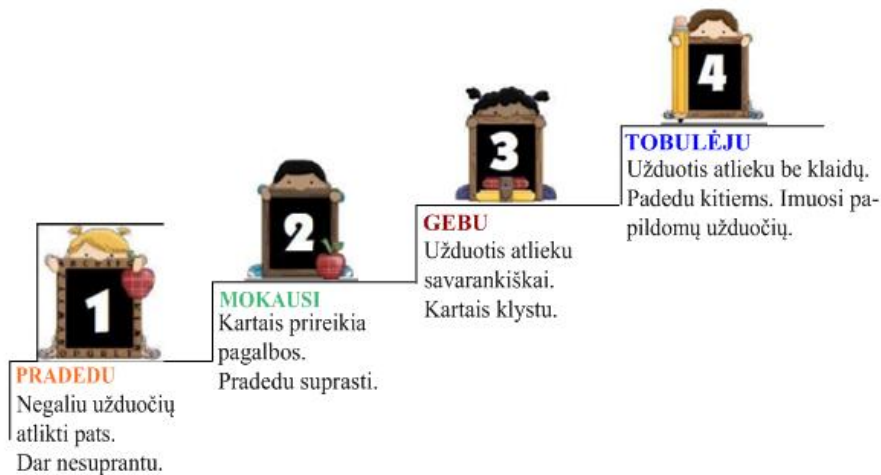 1
PRADEDU
Negaliu užduočių
atlikti pats.
Dar nesuprantu.
2
MOKAUSI
Kartais prireikia
pagalbos.
Pradedu suprasti.
3
GEBU
Užduotis atlieku
savarankiškai.
Kartais klystu.
4
TOBULĖJU
Užduotis atlieku be klaidų.
Padedu kitiems. Imuosi pa-
pildomų užduočių.